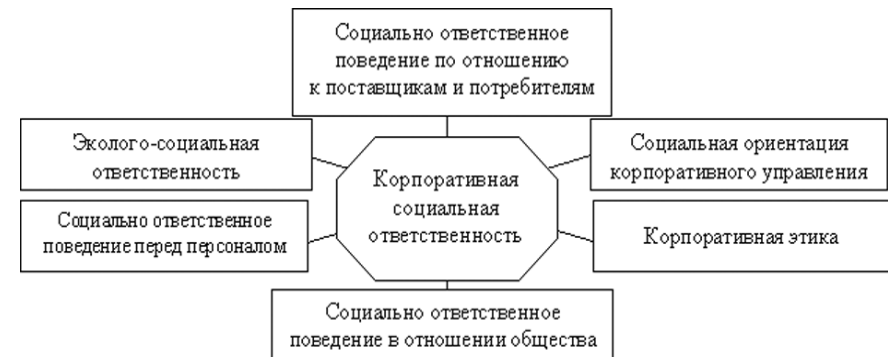 Социально ответственное
поведение по отношению
к поставщикам и потребителям
Эколого-социальная
ответственность
Социальная ориентация
корпоративного управления
Корпоративная
социальная
ответственность
Социально ответственное
поведение перед персоналом
Корпоративная этика
Социально ответственное
поведение в отношении общества